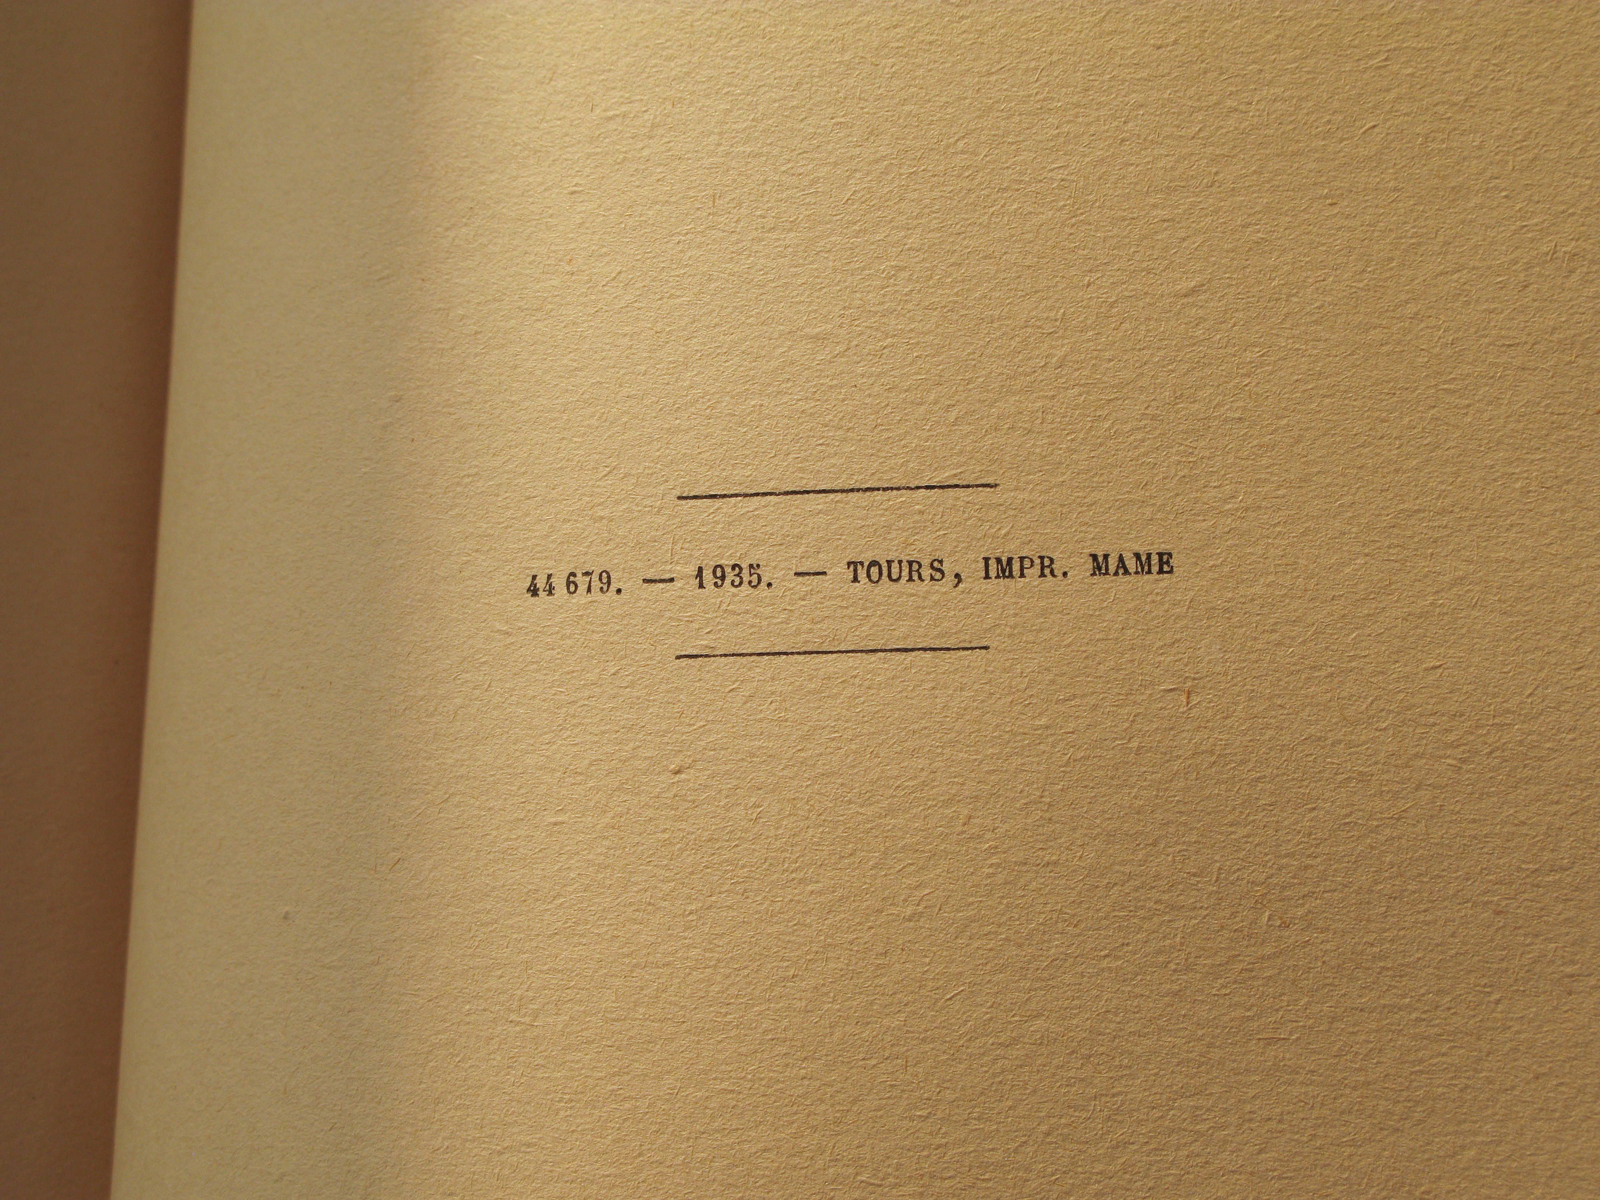 44 679. — 1935. — TOURS, IMPR. MAME